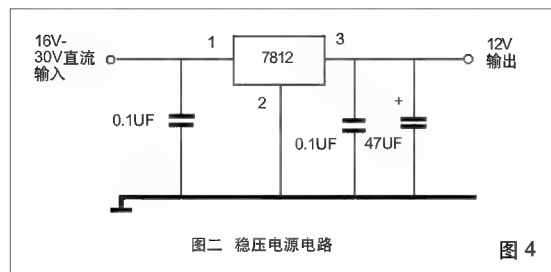 16V-
30V直流
输入
1
7812
3
12V
输出
2
0.1UF
0.1UF
+
47UF
图二 稳压电源电路
图 4